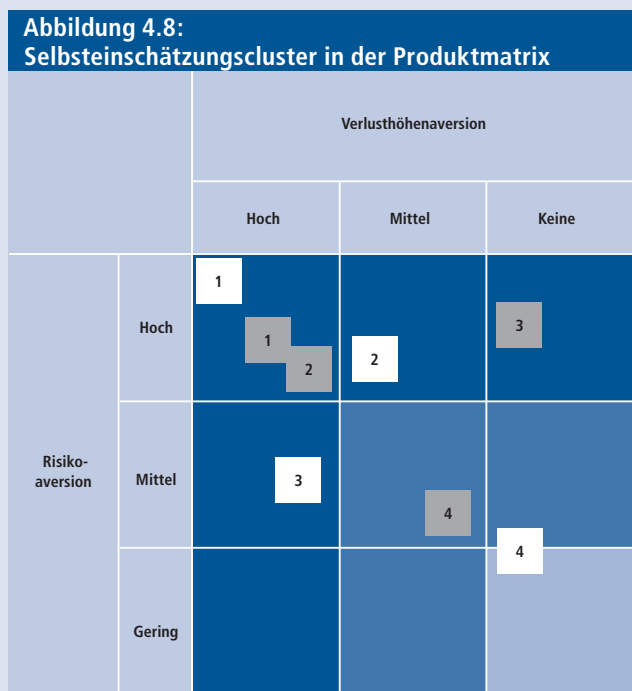 Abbildung 4.8:
Selbsteinschätzungscluster in der Produktmatrix
Verlusthöhenaversion
Hoch
Mittel
Keine
Risiko-
aversion
Hoch
1
1
2
2
3
Mittel
3
4
4
Gering